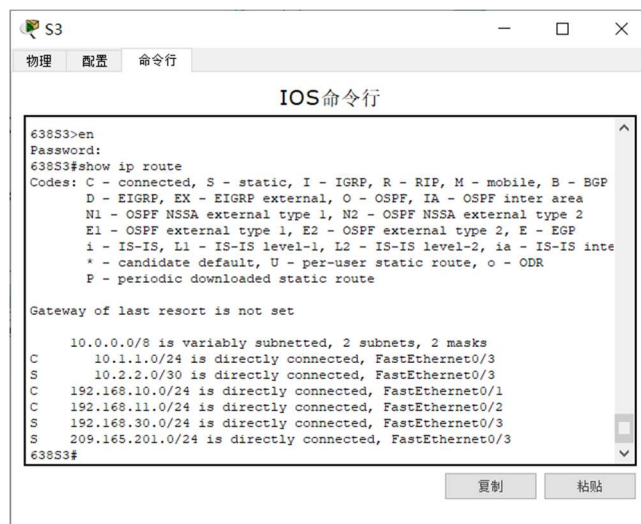 S3
物理 配置 命令行
IOS命令行
638S3>en
Password:
638S3#show ip route
Codes: C - connected, S - static, I - IGRP, R - RIP, M - mobile, B - BGP
D - EIGRP, EX - EIGRP external, O - OSPF, IA - OSPF inter area
N1 - OSPF NSSA external type 1, N2 - OSPF NSSA external type 2
E1 - OSPF external type 1, E2 - OSPF external type 2, E - EGP
i - IS-IS, L1 - IS-IS level-1, L2 - IS-IS level-2, ia - IS-IS inte
* - candidate default, U - per-user static route, o - ODR
P - periodic downloaded static route
Gateway of last resort is not set
10.0.0.0/8 is variably subnetted, 2 subnets, 2 masks
C 10.1.1.0/24 is directly connected, FastEthernet0/3
S 10.2.2.0/30 is directly connected, FastEthernet0/3
C 192.168.10.0/24 is directly connected, FastEthernet0/1
C 192.168.11.0/24 is directly connected, FastEthernet0/2
S 192.168.30.0/24 is directly connected, FastEthernet0/3
S 209.165.201.0/24 is directly connected, FastEthernet0/3
638S3#
复制 粘贴